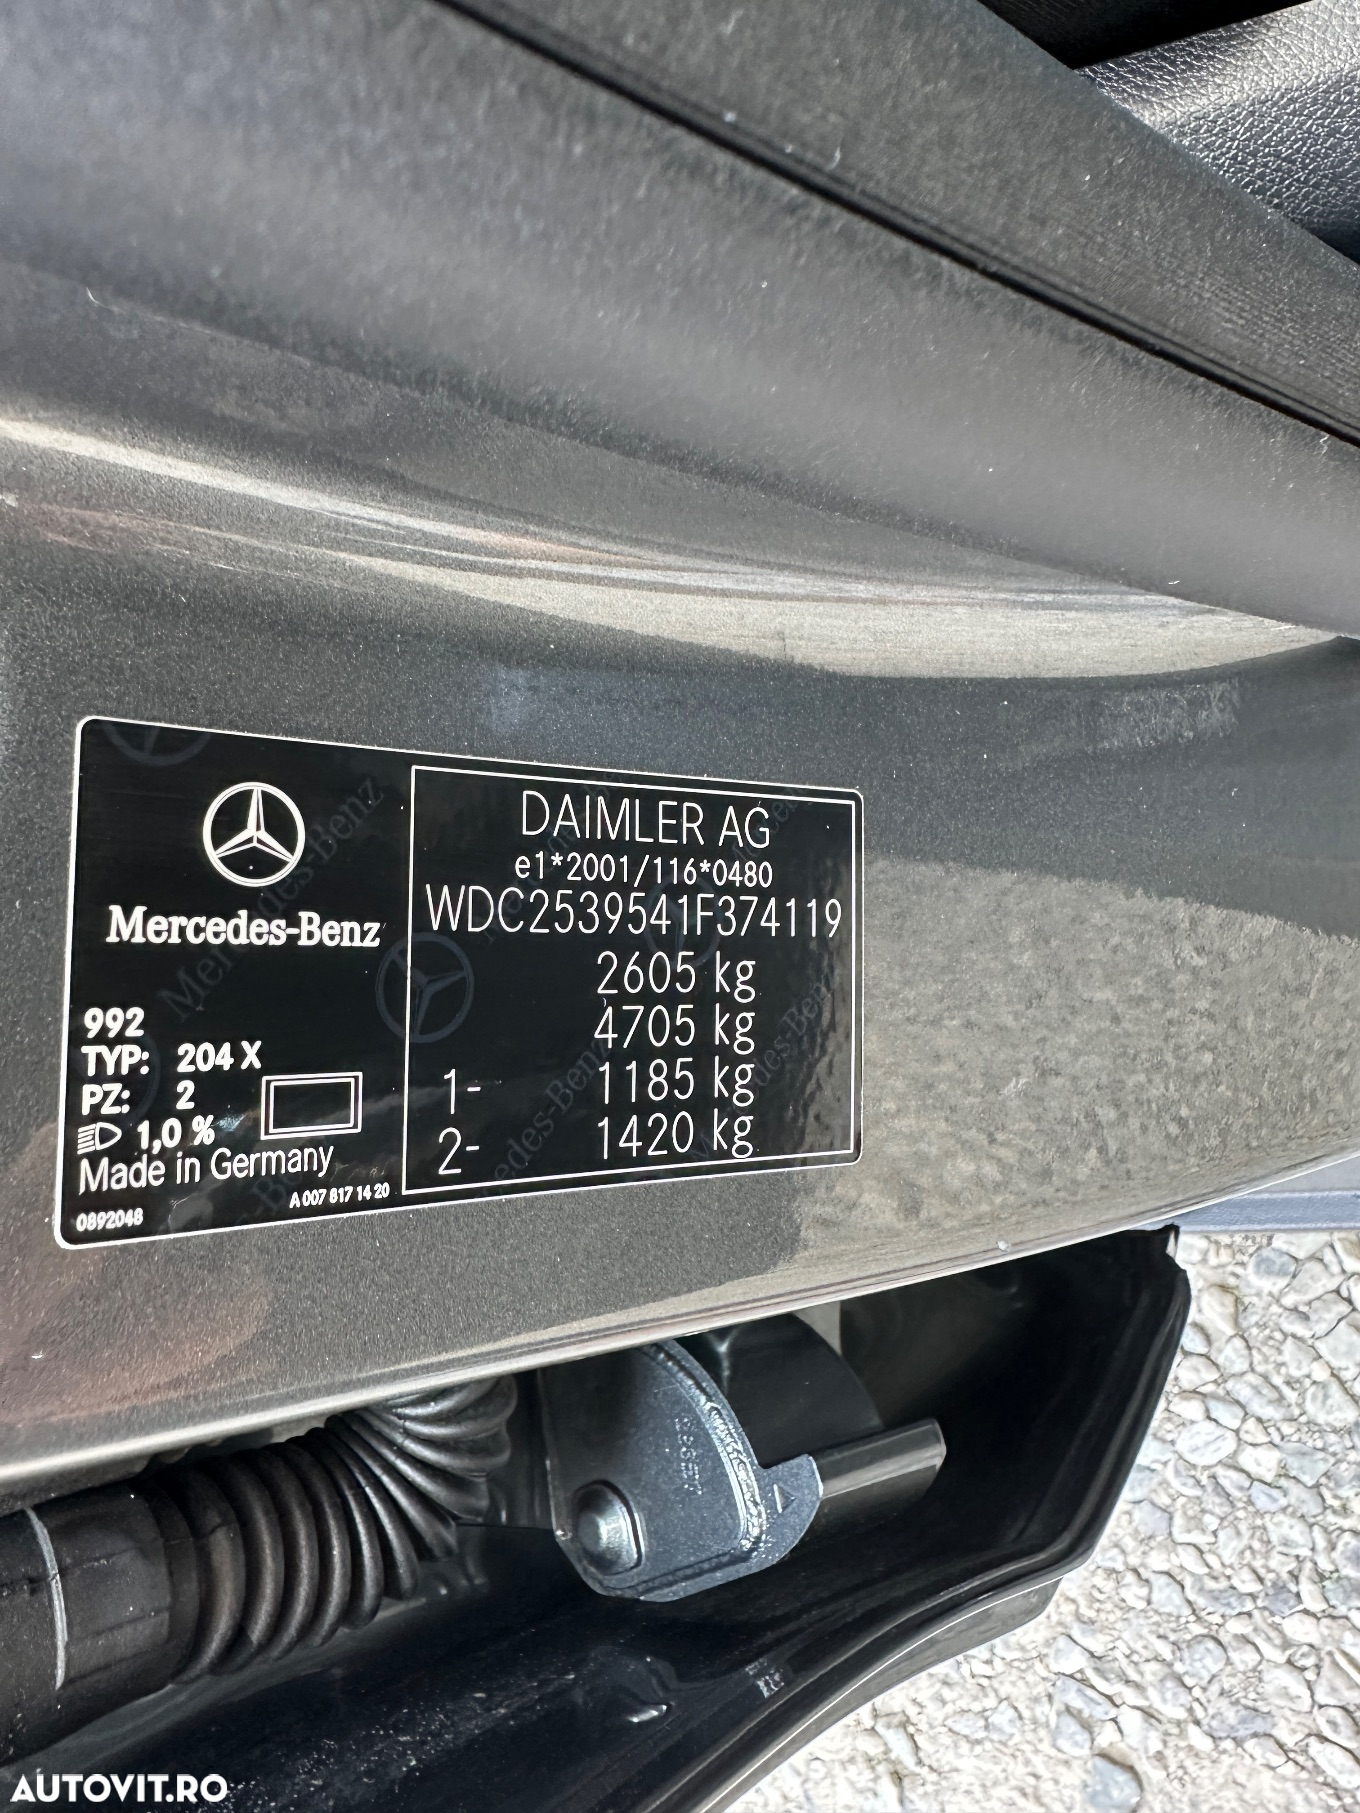 Mercedes-Benz
992
TYP: 204 X
PZ: 2
1,0 %
Made in Germany
A 007 817 14 20
0892048
DAIMLER AG
e1*2001/116*0480
WDC2539541F374119
2605 kg
4705 kg
1- 1185 kg
2- 1420 kg
AUTOVIT.RO